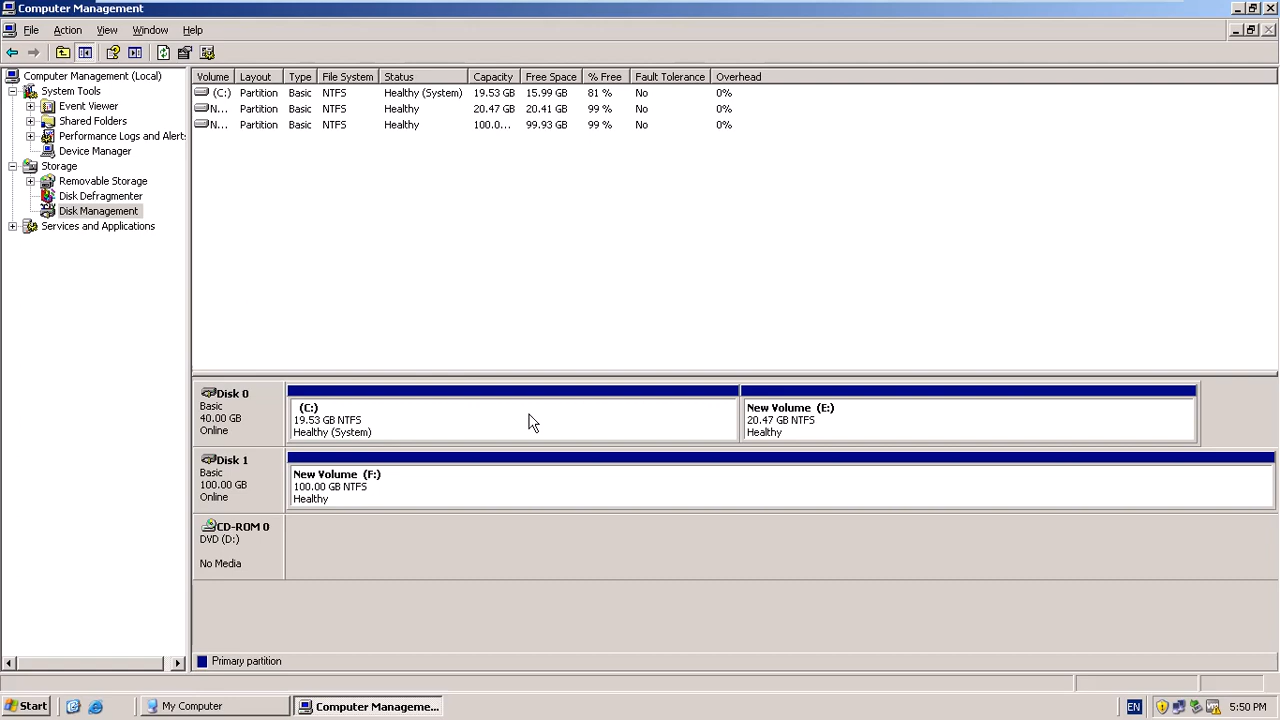 Computer Management
File Action View Window Help
Computer Management (Local)
System Tools
Event Viewer
Shared Folders
Performance Logs and Alerts
Device Manager
Storage
Removable Storage
Disk Defragmenter
Disk Management
Services and Applications
Volume Layout Type File System Status Capacity Free Space % Free Fault Tolerance Overhead
(C:) Partition Basic NTFS Healthy (System) 19.53 GB 15.99 GB 81 % No 0%
N... Partition Basic NTFS Healthy 20.47 GB 20.41 GB 99 % No 0%
N... Partition Basic NTFS Healthy 100.0... 99.93 GB 99 % No 0%
Disk 0
Basic
40.00 GB
Online
(C:)
19.53 GB NTFS
Healthy (System)
New Volume (E:)
20.47 GB NTFS
Healthy
Disk 1
Basic
100.00 GB
Online
New Volume (F:)
100.00 GB NTFS
Healthy
CD-ROM 0
DVD (D:)
No Media
Primary partition
Start My Computer Computer Manageme... EN 5:50 PM